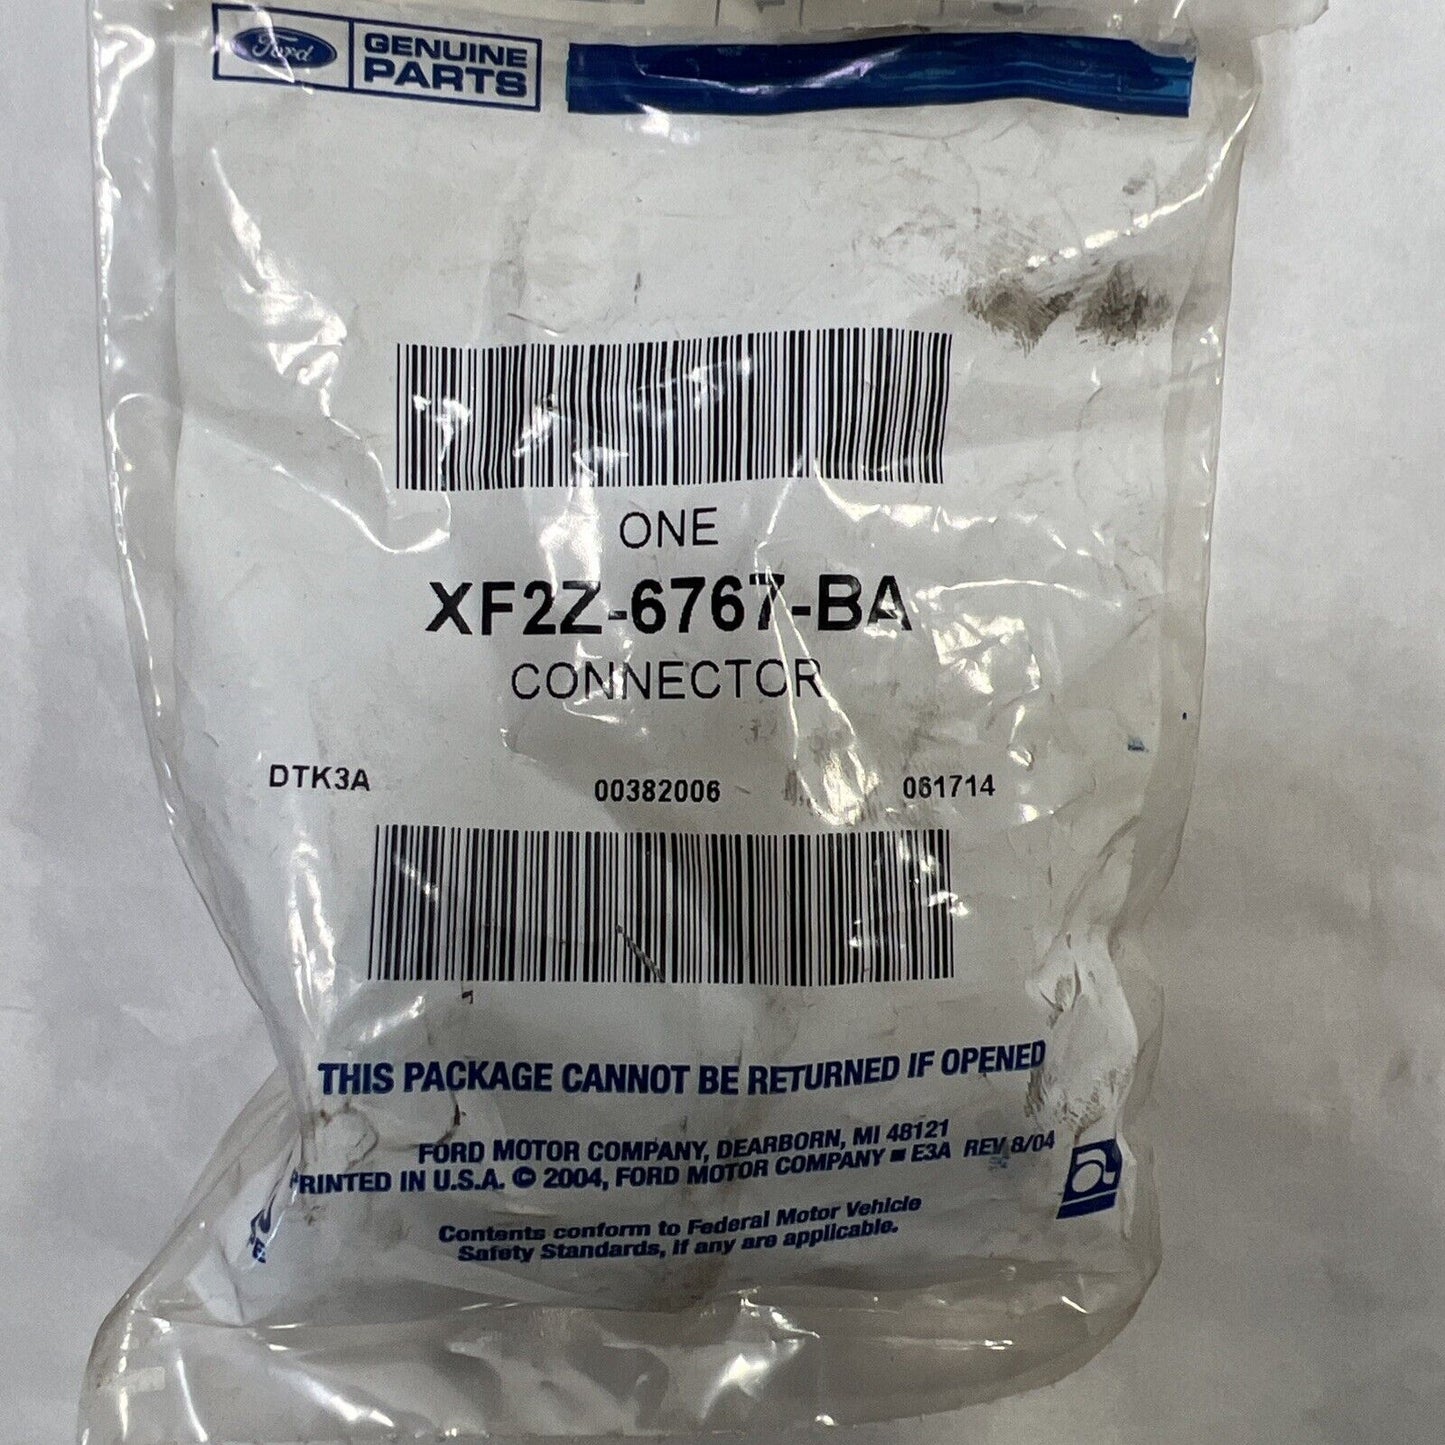 Ford
GENUINE
PARTS
ONE
XF2Z-6767-BA
CONNECTOR
DTK3A 00382006 061714
THIS PACKAGE CANNOT BE RETURNED IF OPENED
FORD MOTOR COMPANY, DEARBORN, MI 48121
PRINTED IN U.S.A. © 2004, FORD MOTOR COMPANY ■ E3A REV 8/04
Contents conform to Federal Motor Vehicle
Safety Standards, if any are applicable.